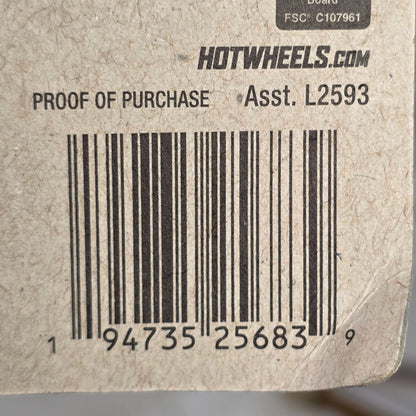 Board
FSC® C107961
HOTWHEELS.COM
PROOF OF PURCHASE Asst. L2593
1 94735 25683 9